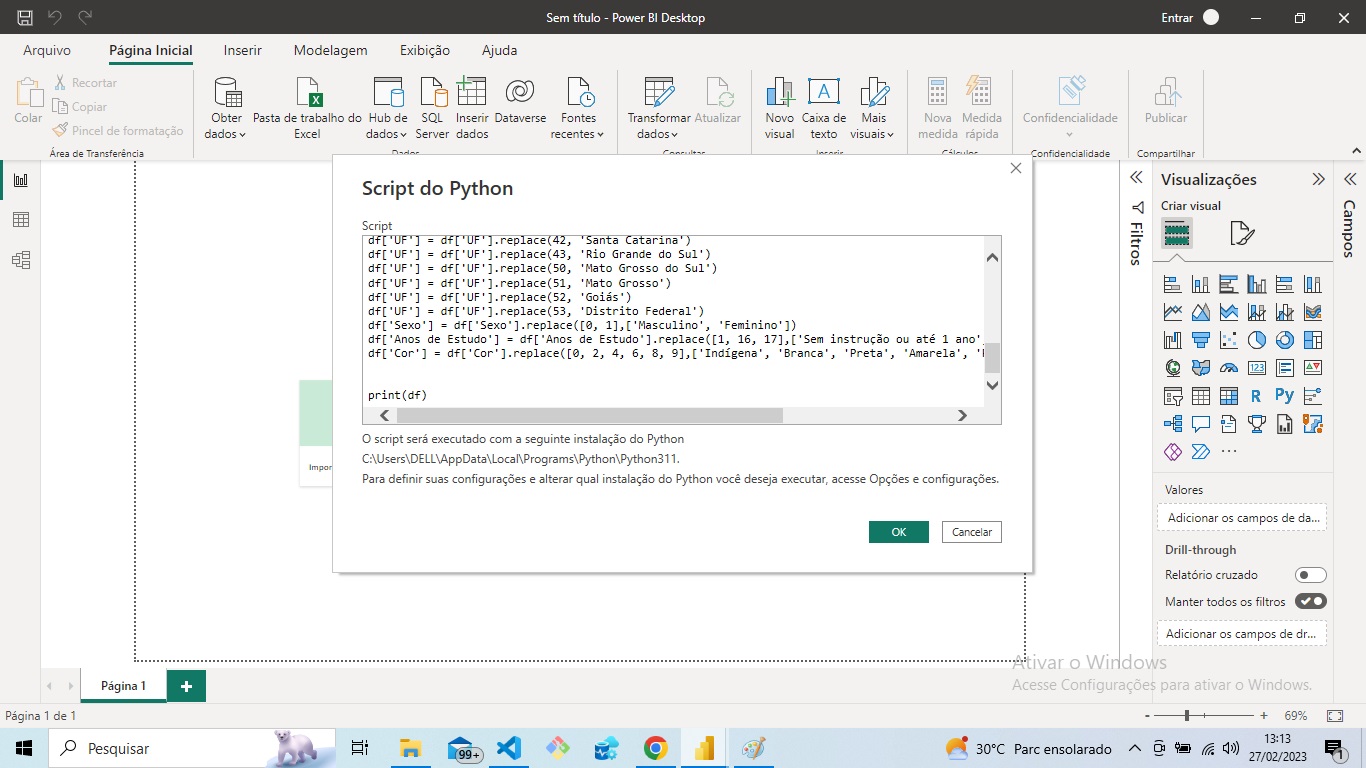 Sem título - Power BI Desktop
Entrar
Arquivo
Página Inicial
Inserir
Modelagem
Exibição
Ajuda
Colar
Recortar
Copiar
Pincel de formatação
Área de Transferência
Obter dados
Pasta de trabalho do Excel
Hub de dados
SQL Server
Inserir dados
Dataverse
Fontes recentes
Dados
Transformar dados
Atualizar
Consultas
Novo visual
Caixa de texto
Mais visuais
Inserir
Nova medida
Medida rápida
Cálculos
Confidencialidade
Confidencialidade
Publicar
Compartilhar
Script do Python
Script
df['UF'] = df['UF'].replace(42, 'Santa Catarina')
df['UF'] = df['UF'].replace(43, 'Rio Grande do Sul')
df['UF'] = df['UF'].replace(50, 'Mato Grosso do Sul')
df['UF'] = df['UF'].replace(51, 'Mato Grosso')
df['UF'] = df['UF'].replace(52, 'Goiás')
df['UF'] = df['UF'].replace(53, 'Distrito Federal')
df['Sexo'] = df['Sexo'].replace([0, 1],['Masculino', 'Feminino'])
df['Anos de Estudo'] = df['Anos de Estudo'].replace([1, 16, 17],['Sem instrução ou até 1 ano'
df['Cor'] = df['Cor'].replace([0, 2, 4, 6, 8, 9],['Indígena', 'Branca', 'Preta', 'Amarela', '
print(df)
O script será executado com a seguinte instalação do Python
C:\Users\DELL\AppData\Local\Programs\Python\Python311.
Para definir suas configurações e alterar qual instalação do Python você deseja executar, acesse Opções e configurações.
OK
Cancelar
Impor
Filtros
Visualizações
Criar visual
123
R
Py
Valores
Adicionar os campos de da...
Drill-through
Relatório cruzado
Manter todos os filtros
Adicionar os campos de dr...
Campos
Ativar o Windows
Acesse Configurações para ativar o Windows.
Página 1
Página 1 de 1
69%
Pesquisar
99+
30°C Parc ensolarado
13:13
27/02/2023
1